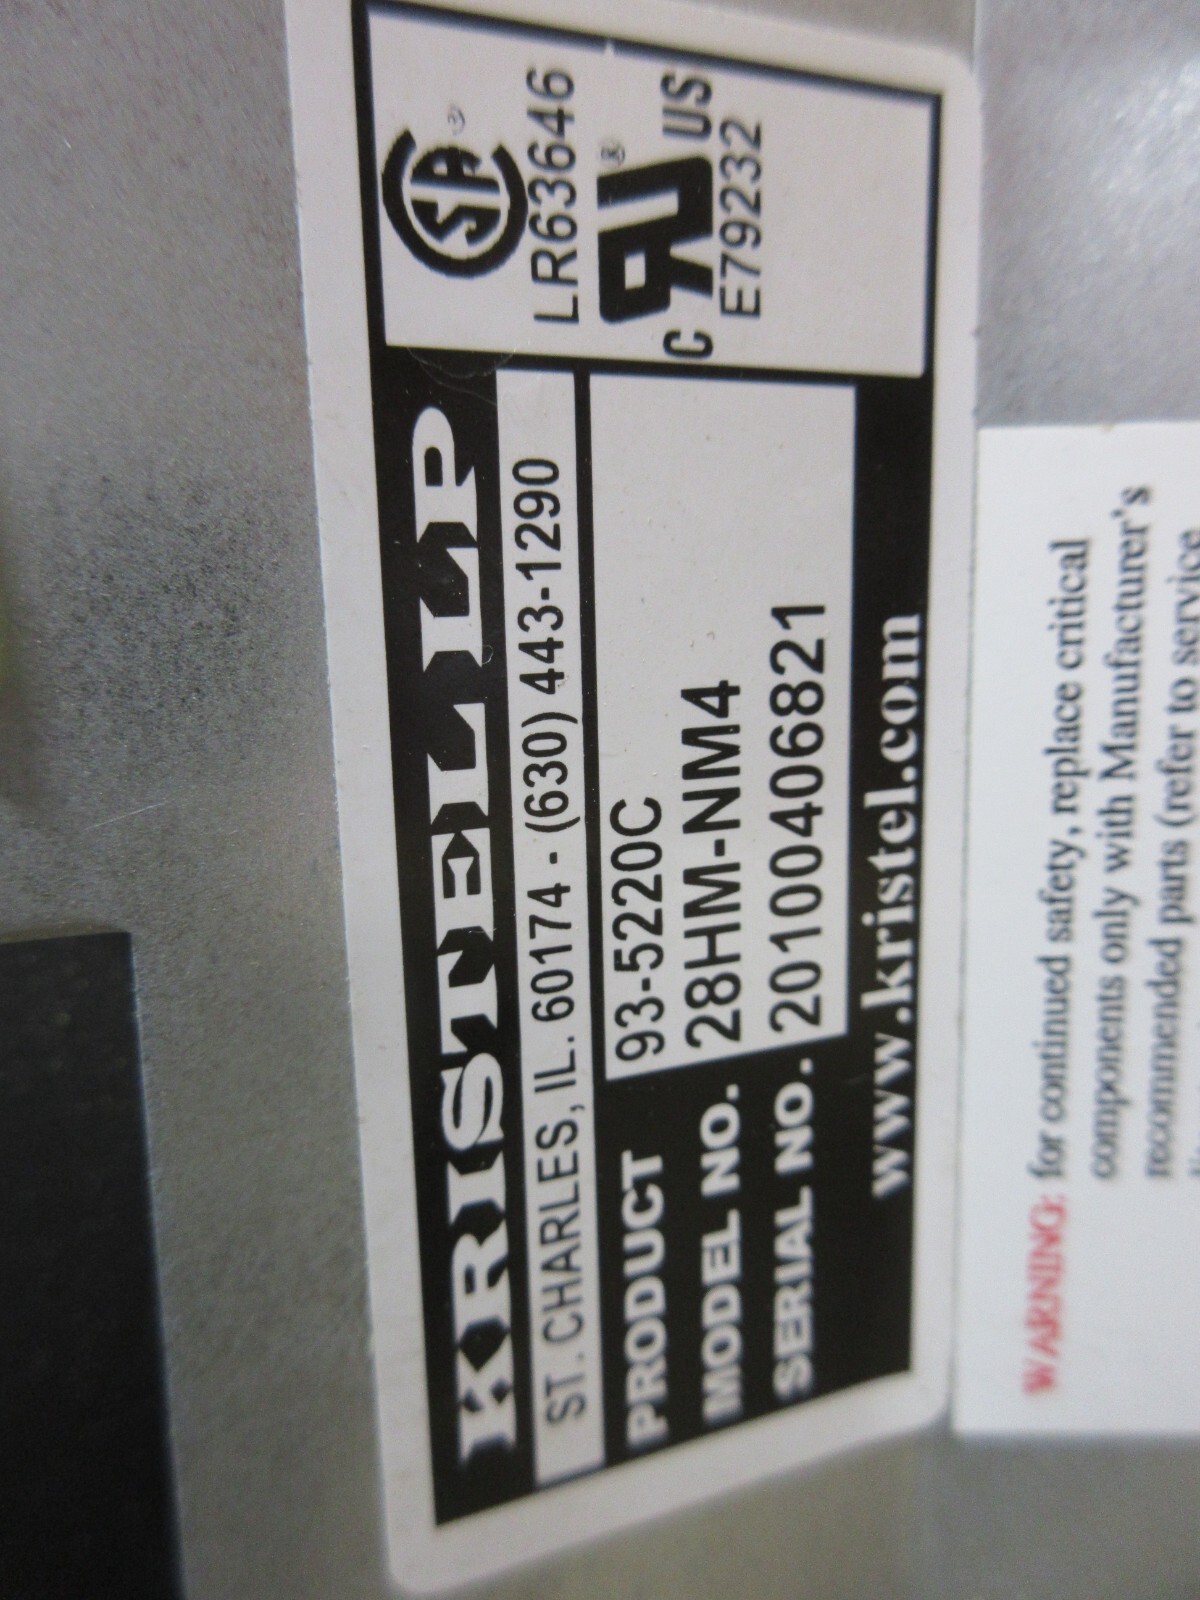 KRISTEL LP
ST. CHARLES, IL. 60174 - (630) 443-1290
PRODUCT 93-5220C
MODEL NO. 28HM-NM4
SERIAL NO. 20100406821
www.kristel.com
SA ®
LR63646
C RU ® US
E79232
WARNING: for continued safety, replace critical
components only with Manufacturer's
recommended parts (refer to service